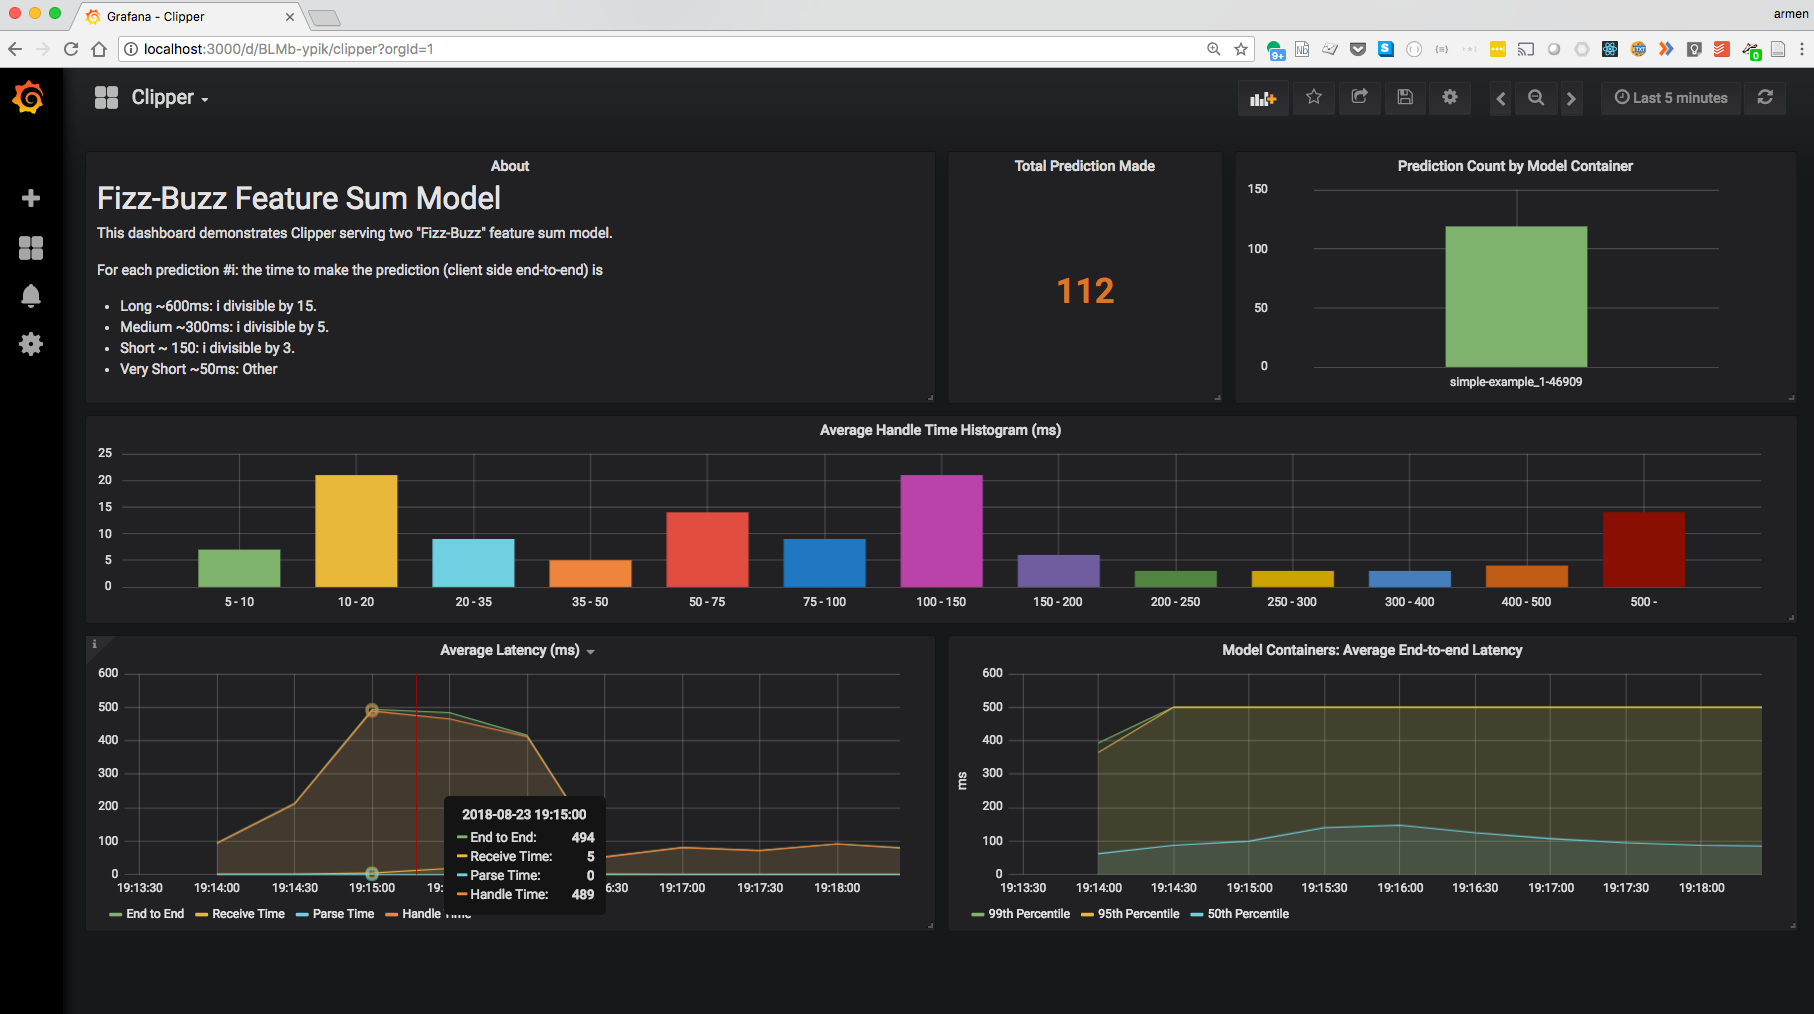 Grafana - Clipper
armen
localhost:3000/d/BLMb-ypik/clipper?orgId=1
9+
Nb
S
TXT
0
Clipper
Last 5 minutes
About
Fizz-Buzz Feature Sum Model
This dashboard demonstrates Clipper serving two "Fizz-Buzz" feature sum model.
For each prediction #i: the time to make the prediction (client side end-to-end) is
• Long ~600ms: i divisible by 15.
• Medium ~300ms: i divisible by 5.
• Short ~ 150: i divisible by 3.
• Very Short ~50ms: Other
Total Prediction Made
112
Prediction Count by Model Container
150
100
50
0
simple-example_1-46909
Average Handle Time Histogram (ms)
25
20
15
10
5
0
5 - 10 10 - 20 20 - 35 35 - 50 50 - 75 75 - 100 100 - 150 150 - 200 200 - 250 250 - 300 300 - 400 400 - 500 500 -
i
Average Latency (ms)
600
500
400
300
200
100
0
19:13:30 19:14:00 19:14:30 19:15:00 19: 6:30 19:17:00 19:17:30 19:18:00
2018-08-23 19:15:00
End to End: 494
Receive Time: 5
Parse Time: 0
Handle Time: 489
End to End Receive Time Parse Time Handle Time
Model Containers: Average End-to-end Latency
ms
600
500
400
300
200
100
0
19:13:30 19:14:00 19:14:30 19:15:00 19:15:30 19:16:00 19:16:30 19:17:00 19:17:30 19:18:00
99th Percentile 95th Percentile 50th Percentile